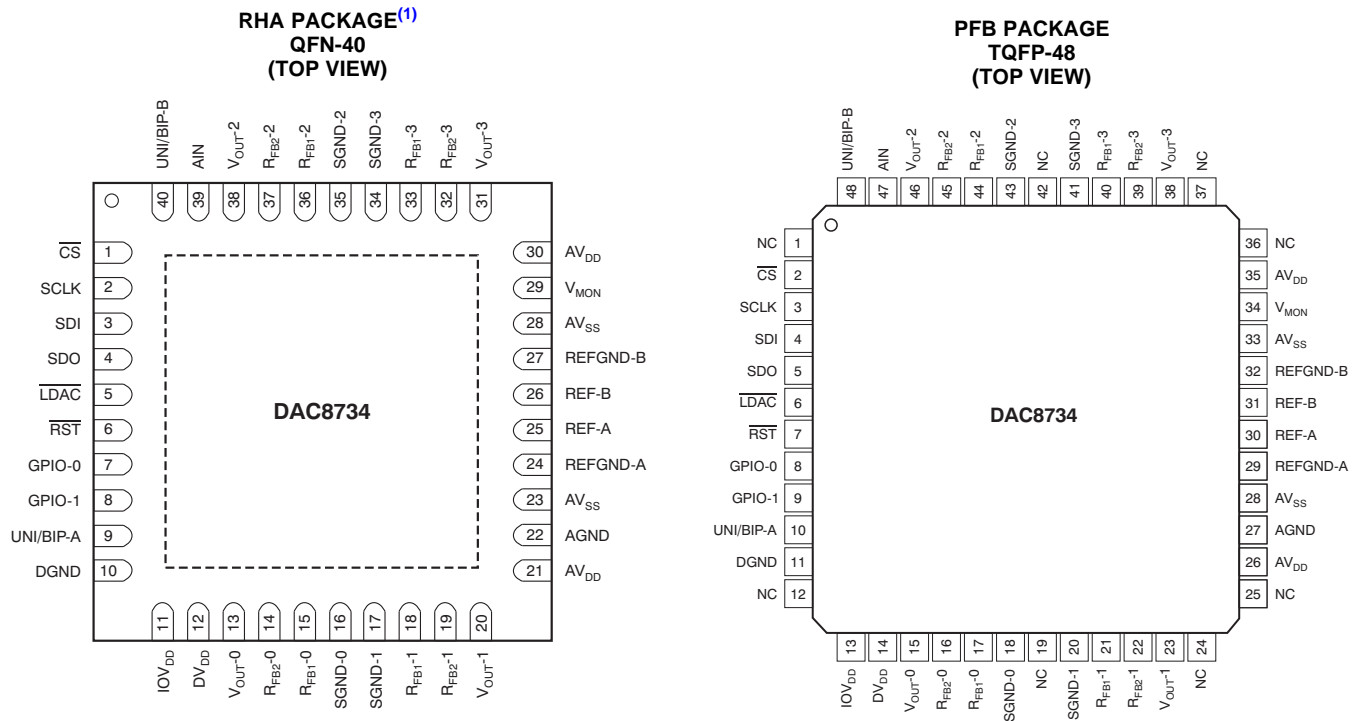 RHA PACKAGE(1)
QFN-40
(TOP VIEW)
UNI/BIP-B
AIN
VOUT-2
RFB2-2
RFB1-2
SGND-2
SGND-3
RFB1-3
RFB2-3
VOUT-3
40 39 38 37 36 35 34 33 32 31
CS 1
SCLK 2
SDI 3
SDO 4
LDAC 5
RST 6
GPIO-0 7
GPIO-1 8
UNI/BIP-A 9
DGND 10
DAC8734
30 AVDD
29 VMON
28 AVSS
27 REFGND-B
26 REF-B
25 REF-A
24 REFGND-A
23 AVSS
22 AGND
21 AVDD
11 12 13 14 15 16 17 18 19 20
IOVDD
DVDD
VOUT-0
RFB2-0
RFB1-0
SGND-0
SGND-1
RFB1-1
RFB2-1
VOUT-1
PFB PACKAGE
TQFP-48
(TOP VIEW)
UNI/BIP-B
AIN
VOUT-2
RFB2-2
RFB1-2
SGND-2
NC
SGND-3
RFB1-3
RFB2-3
VOUT-3
NC
48 47 46 45 44 43 42 41 40 39 38 37
NC 1
CS 2
SCLK 3
SDI 4
SDO 5
LDAC 6
RST 7
GPIO-0 8
GPIO-1 9
UNI/BIP-A 10
DGND 11
NC 12
DAC8734
36 NC
35 AVDD
34 VMON
33 AVSS
32 REFGND-B
31 REF-B
30 REF-A
29 REFGND-A
28 AVSS
27 AGND
26 AVDD
25 NC
13 14 15 16 17 18 19 20 21 22 23 24
IOVDD
DVDD
VOUT-0
RFB2-0
RFB1-0
SGND-0
NC
SGND-1
RFB1-1
RFB2-1
VOUT-1
NC